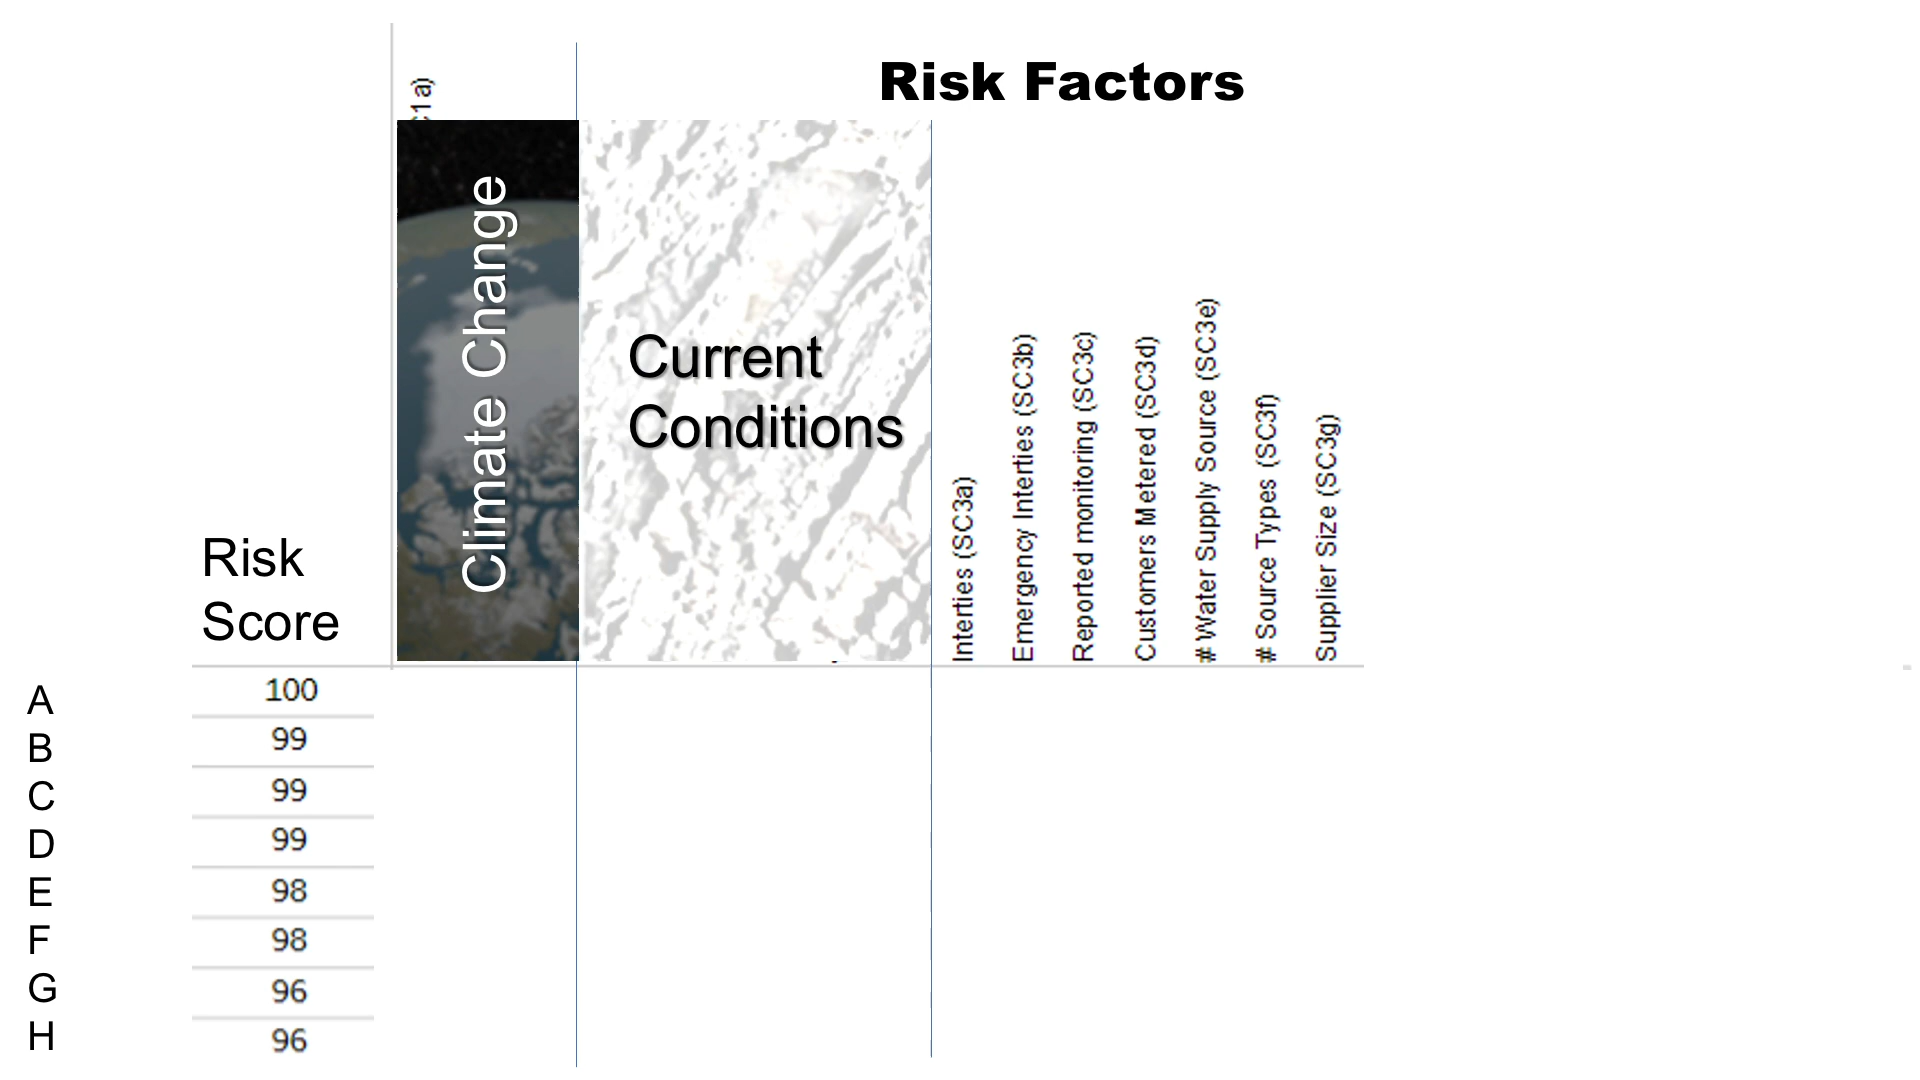 Risk Factors
C1a)
Climate Change
Current
Conditions
Interties (SC3a)
Emergency Interties (SC3b)
Reported monitoring (SC3c)
Customers Metered (SC3d)
# Water Supply Source (SC3e)
# Source Types (SC3f)
Supplier Size (SC3g)
Risk
Score
A 100
B 99
C 99
D 99
E 98
F 98
G 96
H 96